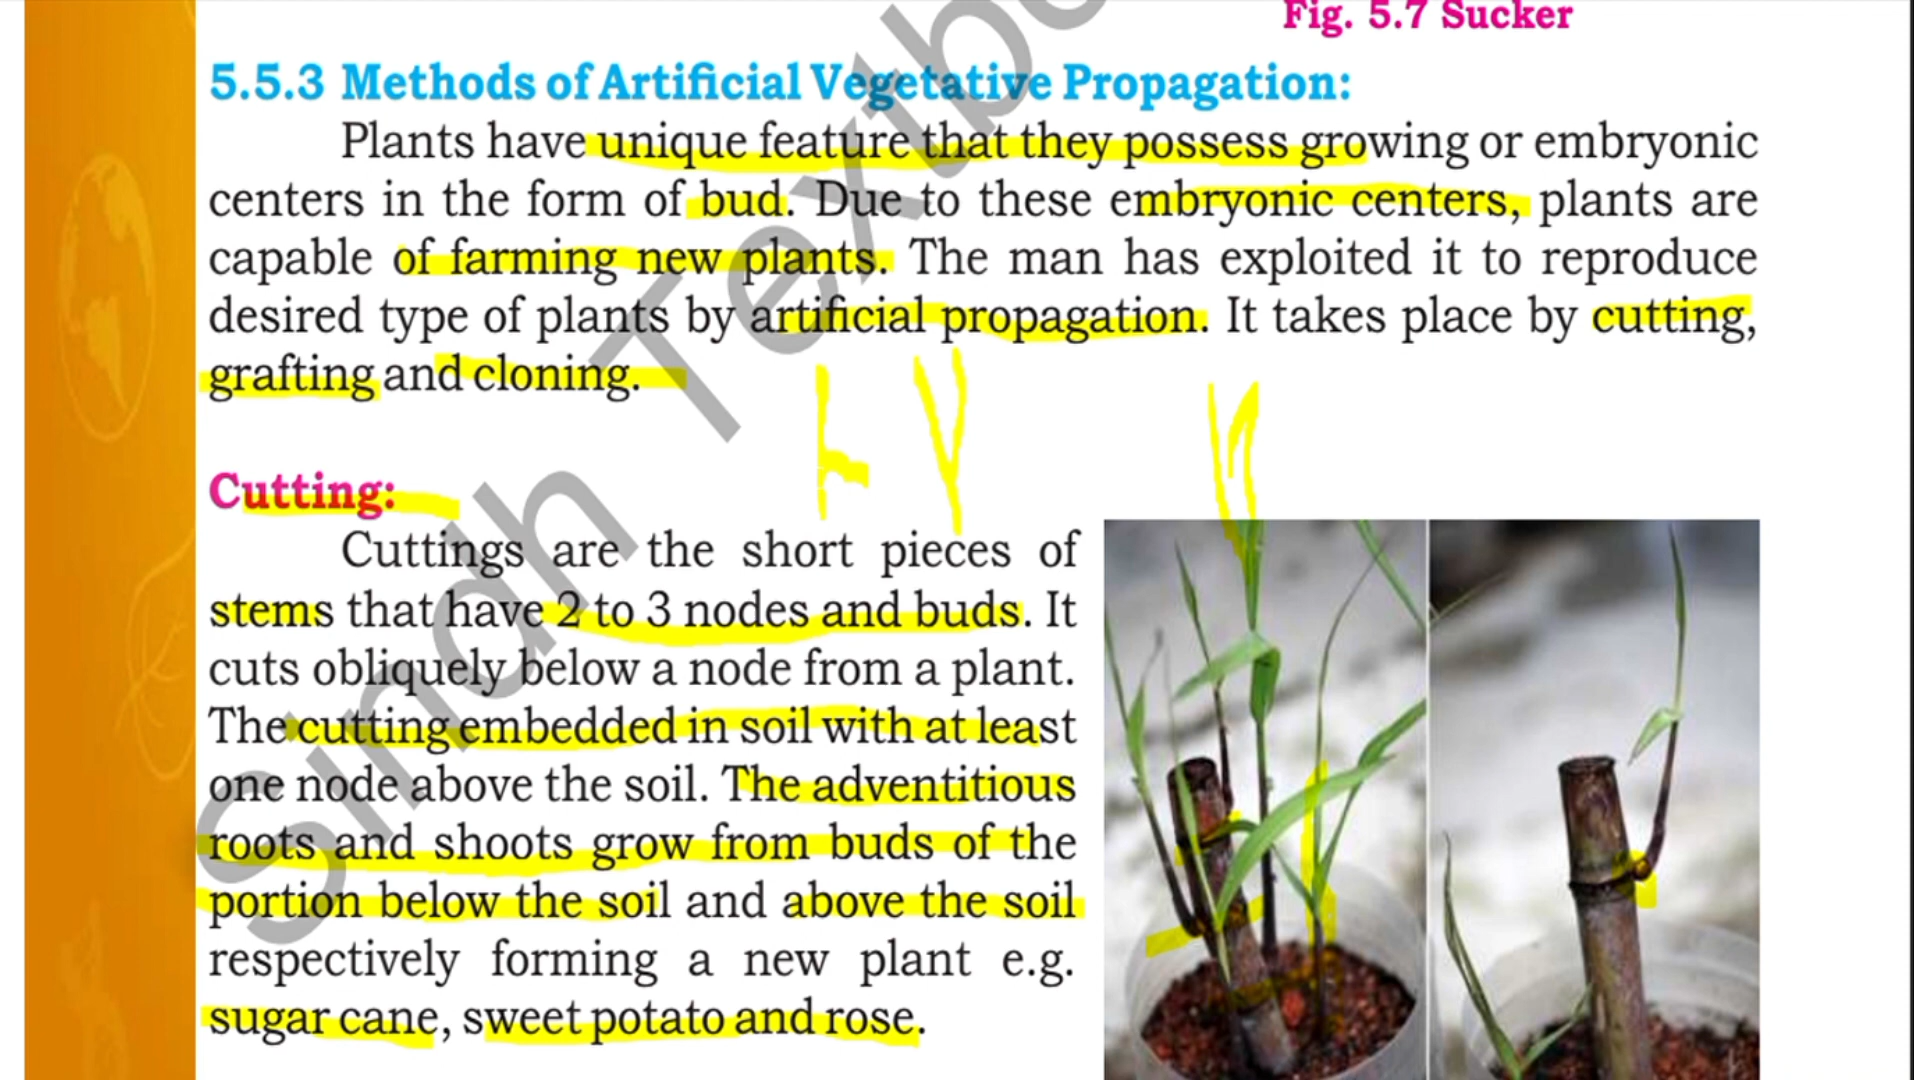 Fig. 5.7 Sucker
5.5.3 Methods of Artificial Vegetative Propagation:
Plants have unique feature that they possess growing or embryonic
centers in the form of bud. Due to these embryonic centers, plants are
capable of farming new plants. The man has exploited it to reproduce
desired type of plants by artificial propagation. It takes place by cutting,
grafting and cloning.
Cutting:
Cuttings are the short pieces of
stems that have 2 to 3 nodes and buds. It
cuts obliquely below a node from a plant.
The cutting embedded in soil with at least
one node above the soil. The adventitious
roots and shoots grow from buds of the
portion below the soil and above the soil
respectively forming a new plant e.g.
sugar cane, sweet potato and rose.
Sindh Textbo